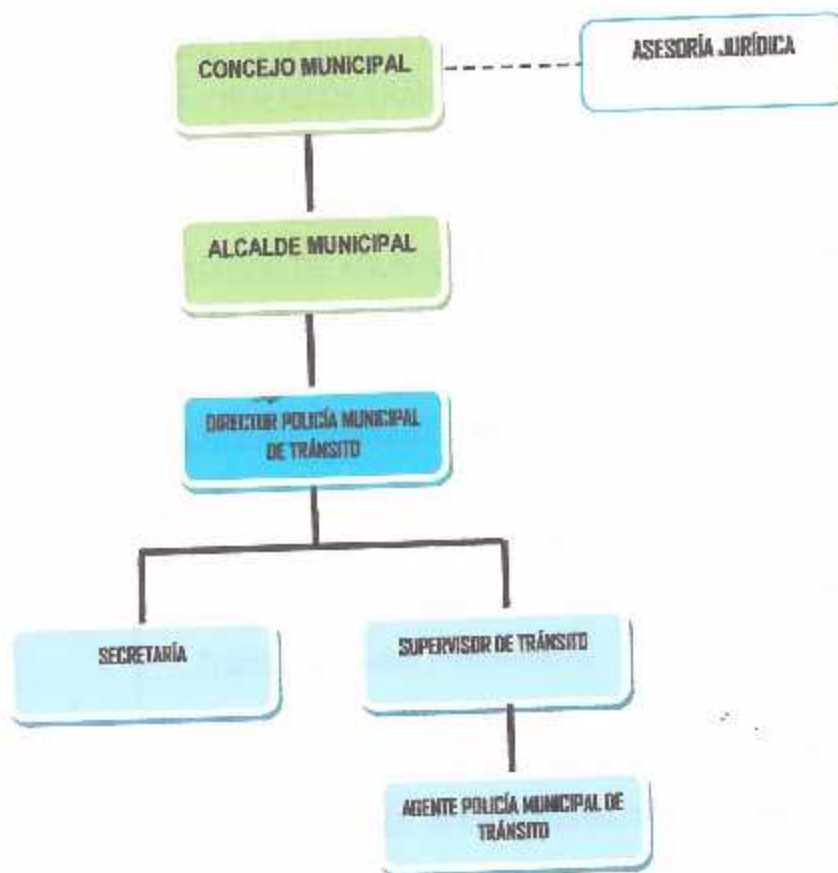 CONCEJO MUNICIPAL
ASESORÍA JURÍDICA
ALCALDE MUNICIPAL
DIRECTOR POLICÍA MUNICIPAL
DE TRÁNSITO
SECRETARÍA
SUPERVISOR DE TRÁNSITO
AGENTE POLICÍA MUNICIPAL DE
TRÁNSITO